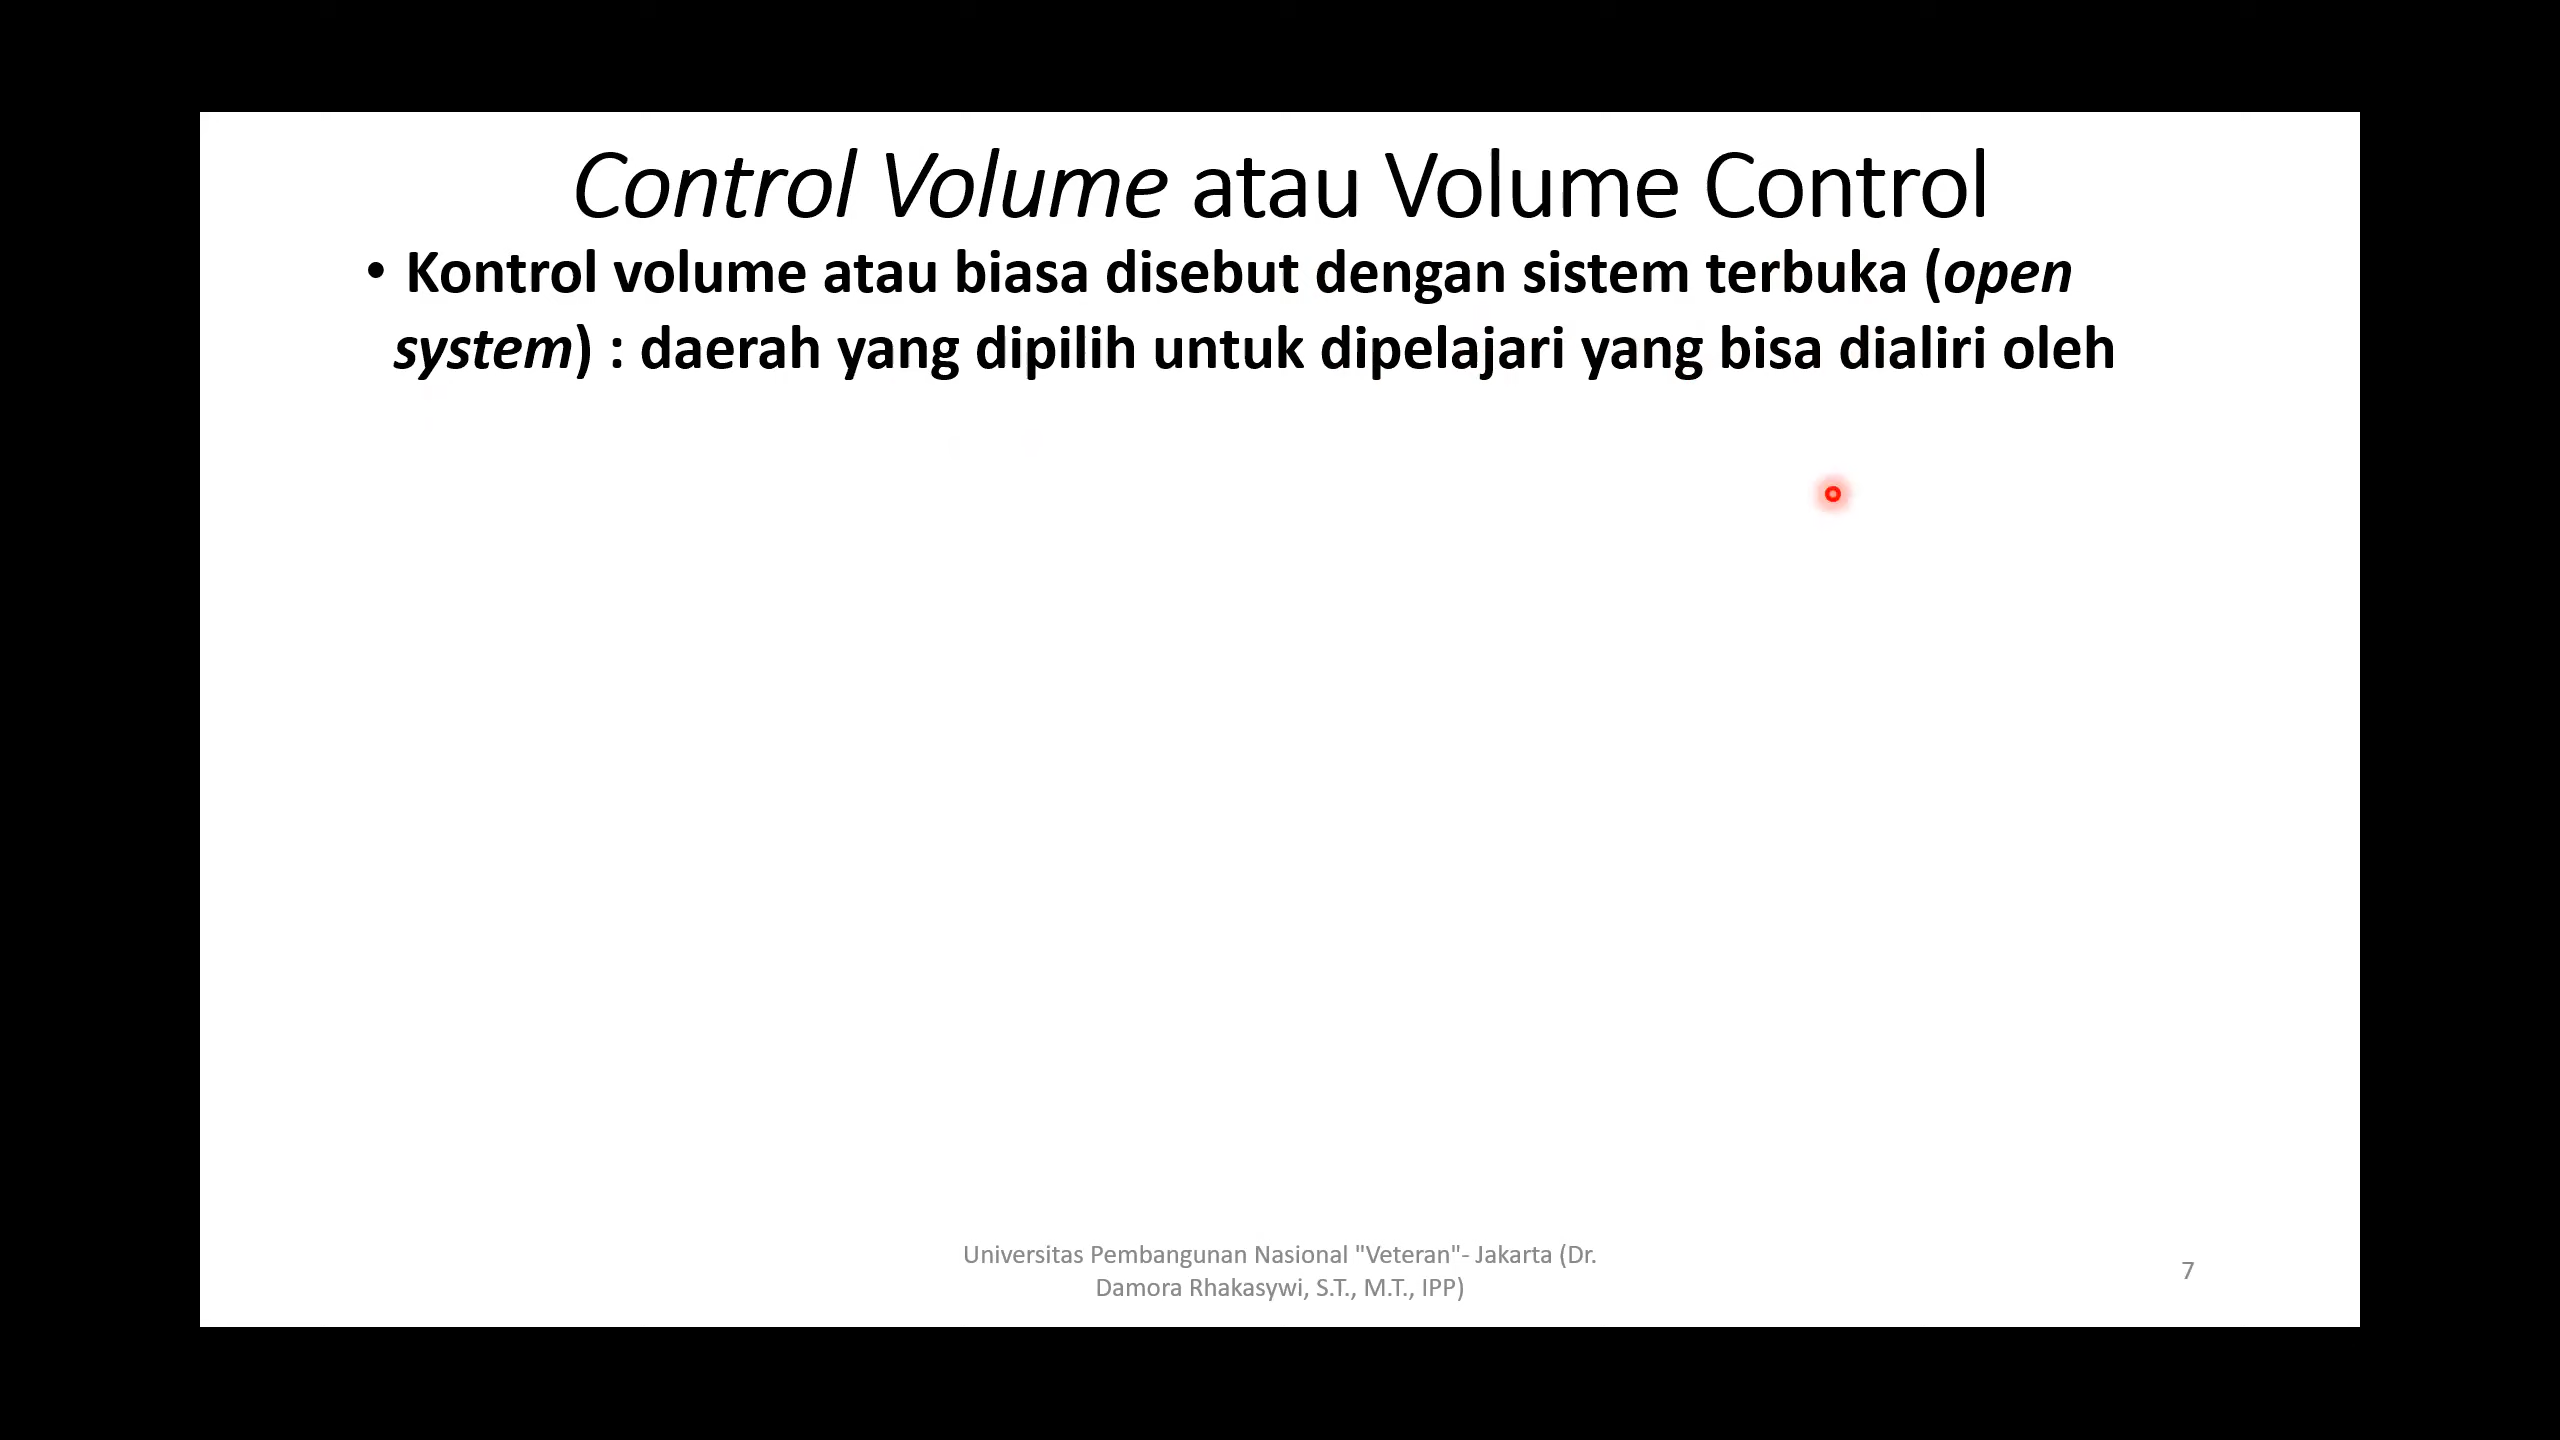 Control Volume atau Volume Control
• Kontrol volume atau biasa disebut dengan sistem terbuka (open
system) : daerah yang dipilih untuk dipelajari yang bisa dialiri oleh
Universitas Pembangunan Nasional "Veteran"- Jakarta (Dr.
Damora Rhakasywi, S.T., M.T., IPP)
7